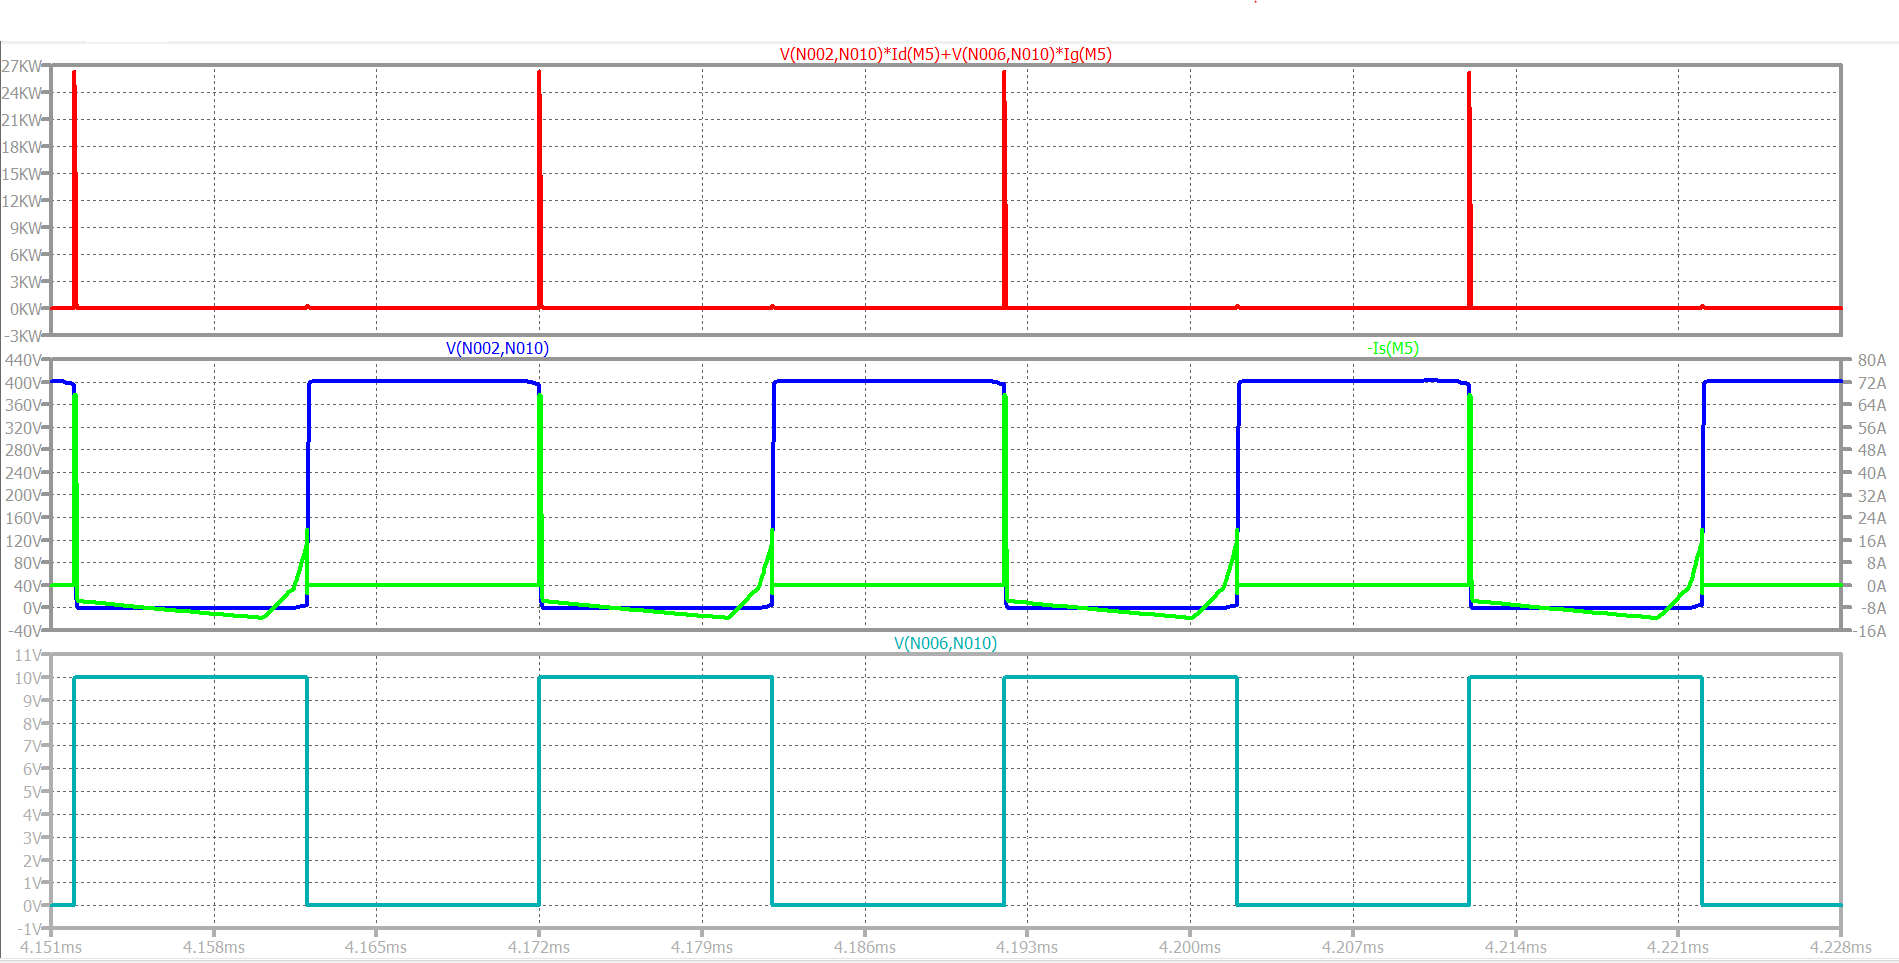 V(N002,N010)*Id(M5)+V(N006,N010)*Ig(M5)
27KW
24KW
21KW
18KW
15KW
12KW
9KW
6KW
3KW
0KW
-3KW
V(N002,N010) -Is(M5)
440V 80A
400V 72A
360V 64A
320V 56A
280V 48A
240V 40A
200V 32A
160V 24A
120V 16A
80V 8A
40V 0A
0V -8A
-40V -16A
V(N006,N010)
11V
10V
9V
8V
7V
6V
5V
4V
3V
2V
1V
0V
-1V
4.151ms 4.158ms 4.165ms 4.172ms 4.179ms 4.186ms 4.193ms 4.200ms 4.207ms 4.214ms 4.221ms 4.228ms